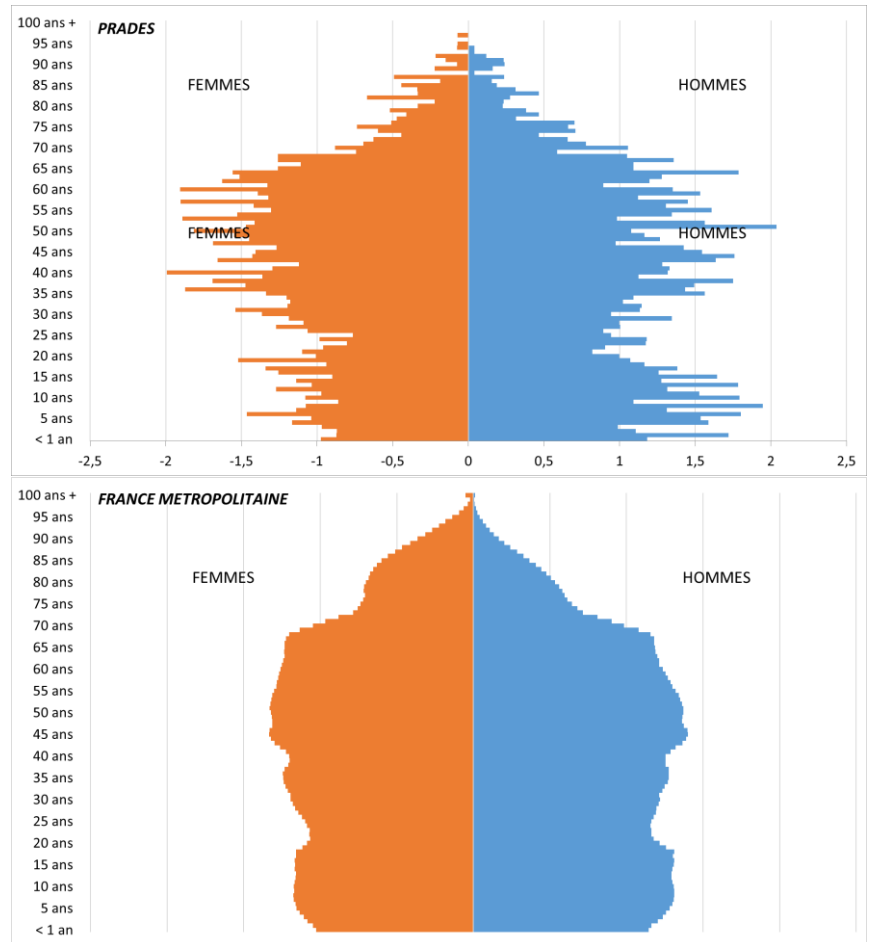 PRADES
100 ans +
95 ans
90 ans
FEMMES HOMMES
85 ans
80 ans
75 ans
70 ans
65 ans
60 ans
55 ans
50 ans FEMMES HOMMES
45 ans
40 ans
35 ans
30 ans
25 ans
20 ans
15 ans
10 ans
5 ans
< 1 an
-2,5 -2 -1,5 -1 -0,5 0 0,5 1 1,5 2 2,5
FRANCE METROPOLITAINE
100 ans +
95 ans
90 ans
85 ans
FEMMES HOMMES
80 ans
75 ans
70 ans
65 ans
60 ans
55 ans
50 ans
45 ans
40 ans
35 ans
30 ans
25 ans
20 ans
15 ans
10 ans
5 ans
< 1 an